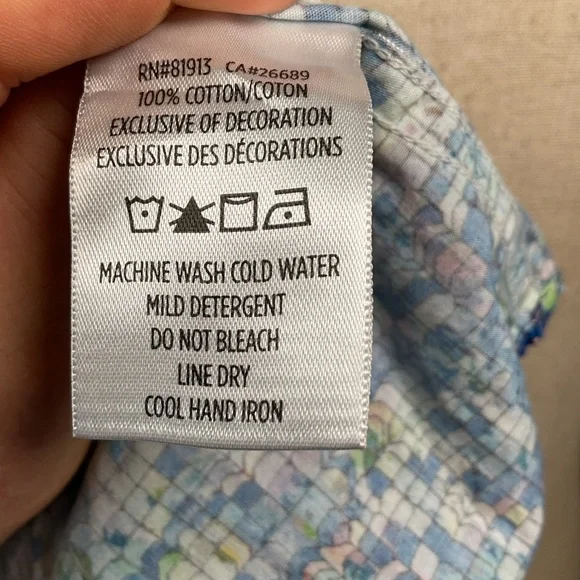 RN#81913 CA#26689
100% COTTON/COTON
EXCLUSIVE OF DECORATION
EXCLUSIVE DES DÉCORATIONS
MACHINE WASH COLD WATER
MILD DETERGENT
DO NOT BLEACH
LINE DRY
COOL HAND IRON